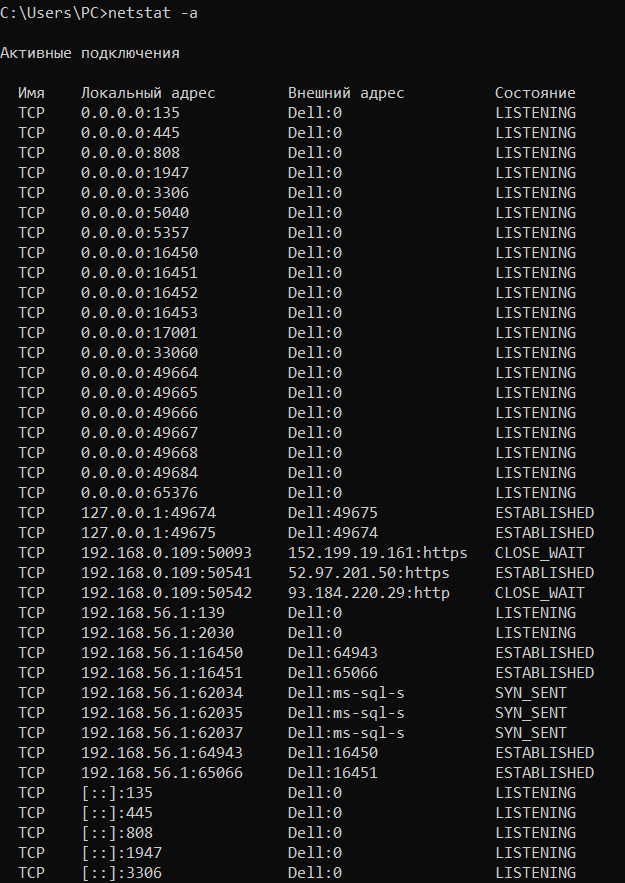 C:\Users\PC>netstat -a
Активные подключения
Имя Локальный адрес Внешний адрес Состояние
TCP 0.0.0.0:135 Dell:0 LISTENING
TCP 0.0.0.0:445 Dell:0 LISTENING
TCP 0.0.0.0:808 Dell:0 LISTENING
TCP 0.0.0.0:1947 Dell:0 LISTENING
TCP 0.0.0.0:3306 Dell:0 LISTENING
TCP 0.0.0.0:5040 Dell:0 LISTENING
TCP 0.0.0.0:5357 Dell:0 LISTENING
TCP 0.0.0.0:16450 Dell:0 LISTENING
TCP 0.0.0.0:16451 Dell:0 LISTENING
TCP 0.0.0.0:16452 Dell:0 LISTENING
TCP 0.0.0.0:16453 Dell:0 LISTENING
TCP 0.0.0.0:17001 Dell:0 LISTENING
TCP 0.0.0.0:33060 Dell:0 LISTENING
TCP 0.0.0.0:49664 Dell:0 LISTENING
TCP 0.0.0.0:49665 Dell:0 LISTENING
TCP 0.0.0.0:49666 Dell:0 LISTENING
TCP 0.0.0.0:49667 Dell:0 LISTENING
TCP 0.0.0.0:49668 Dell:0 LISTENING
TCP 0.0.0.0:49684 Dell:0 LISTENING
TCP 0.0.0.0:65376 Dell:0 LISTENING
TCP 127.0.0.1:49674 Dell:49675 ESTABLISHED
TCP 127.0.0.1:49675 Dell:49674 ESTABLISHED
TCP 192.168.0.109:50093 152.199.19.161:https CLOSE_WAIT
TCP 192.168.0.109:50541 52.97.201.50:https ESTABLISHED
TCP 192.168.0.109:50542 93.184.220.29:http CLOSE_WAIT
TCP 192.168.56.1:139 Dell:0 LISTENING
TCP 192.168.56.1:2030 Dell:0 LISTENING
TCP 192.168.56.1:16450 Dell:64943 ESTABLISHED
TCP 192.168.56.1:16451 Dell:65066 ESTABLISHED
TCP 192.168.56.1:62034 Dell:ms-sql-s SYN_SENT
TCP 192.168.56.1:62035 Dell:ms-sql-s SYN_SENT
TCP 192.168.56.1:62037 Dell:ms-sql-s SYN_SENT
TCP 192.168.56.1:64943 Dell:16450 ESTABLISHED
TCP 192.168.56.1:65066 Dell:16451 ESTABLISHED
TCP [::]:135 Dell:0 LISTENING
TCP [::]:445 Dell:0 LISTENING
TCP [::]:808 Dell:0 LISTENING
TCP [::]:1947 Dell:0 LISTENING
TCP [::]:3306 Dell:0 LISTENING